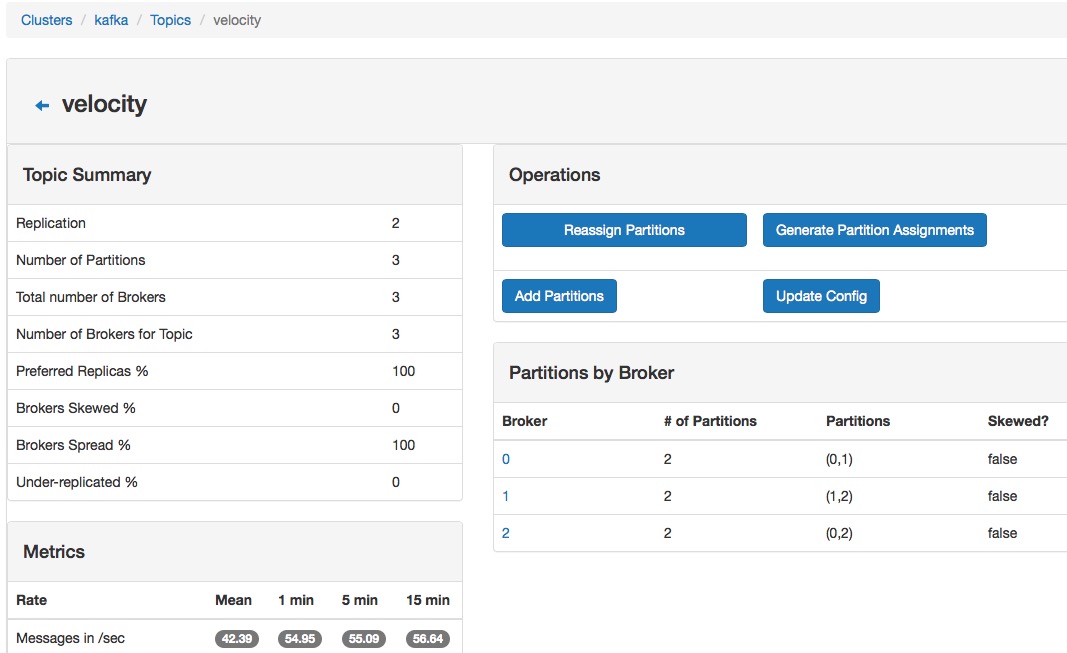 Clusters / kafka / Topics / velocity
velocity
Topic Summary
Replication 2
Number of Partitions 3
Total number of Brokers 3
Number of Brokers for Topic 3
Preferred Replicas % 100
Brokers Skewed % 0
Brokers Spread % 100
Under-replicated % 0
Metrics
Rate Mean 1 min 5 min 15 min
Messages in /sec 42.39 54.95 55.09 56.64
Operations
Reassign Partitions Generate Partition Assignments
Add Partitions Update Config
Partitions by Broker
Broker # of Partitions Partitions Skewed?
0 2 (0,1) false
1 2 (1,2) false
2 2 (0,2) false